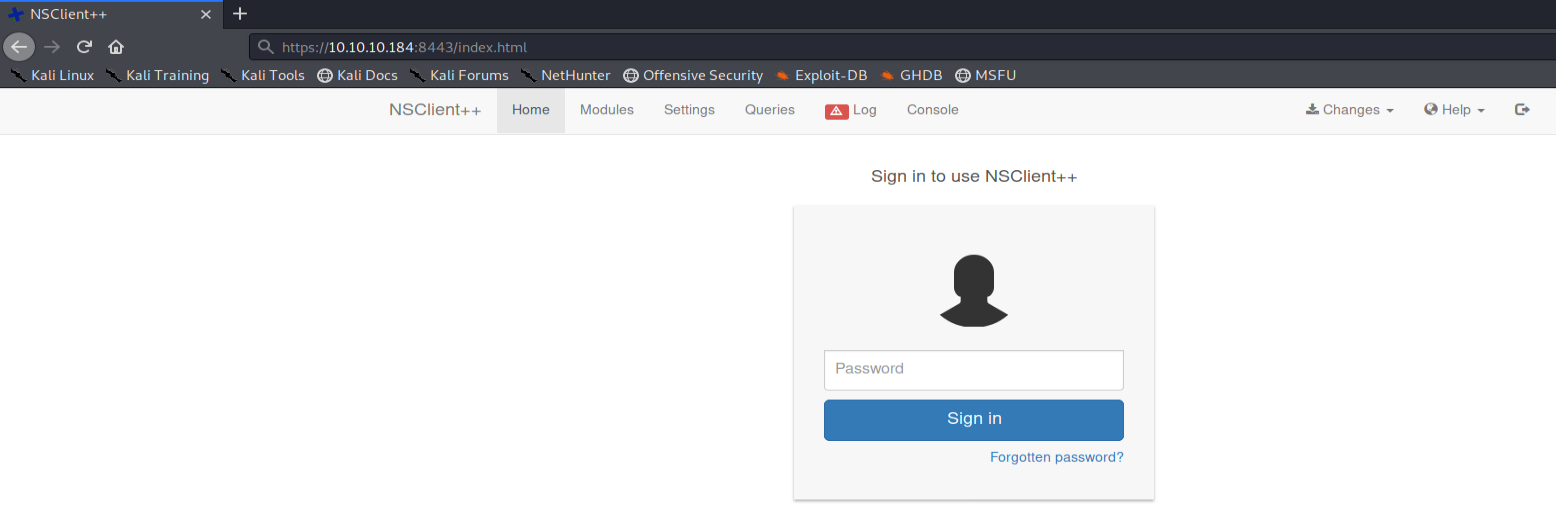 NSClient++
https://10.10.10.184:8443/index.html
Kali Linux Kali Training Kali Tools Kali Docs Kali Forums NetHunter Offensive Security Exploit-DB GHDB MSFU
NSClient++ Home Modules Settings Queries Log Console Changes Help
Sign in to use NSClient++
Password
Sign in
Forgotten password?